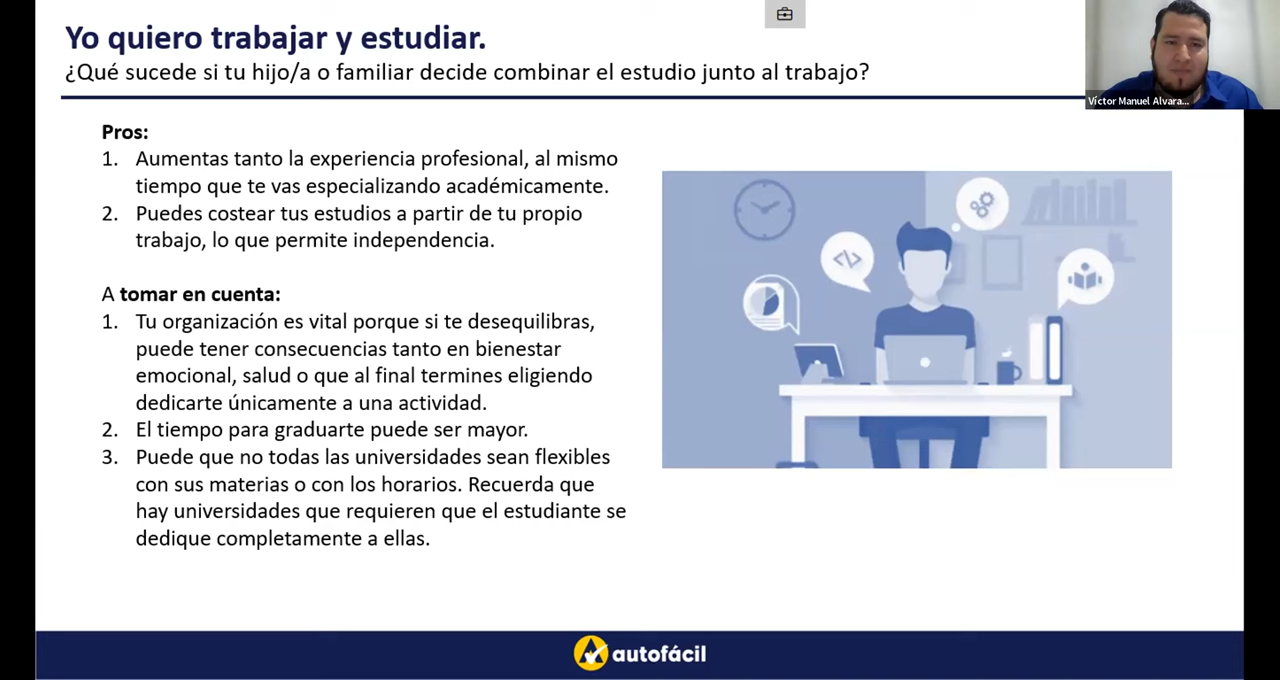 Yo quiero trabajar y estudiar.
¿Qué sucede si tu hijo/a o familiar decide combinar el estudio junto al trabajo?
Víctor Manuel Alvara...
Pros:
1. Aumentas tanto la experiencia profesional, al mismo
tiempo que te vas especializando académicamente.
2. Puedes costear tus estudios a partir de tu propio
trabajo, lo que permite independencia.
A tomar en cuenta:
1. Tu organización es vital porque si te desequilibras,
puede tener consecuencias tanto en bienestar
emocional, salud o que al final termines eligiendo
dedicarte únicamente a una actividad.
2. El tiempo para graduarte puede ser mayor.
3. Puede que no todas las universidades sean flexibles
con sus materias o con los horarios. Recuerda que
hay universidades que requieren que el estudiante se
dedique completamente a ellas.
</>
autofácil